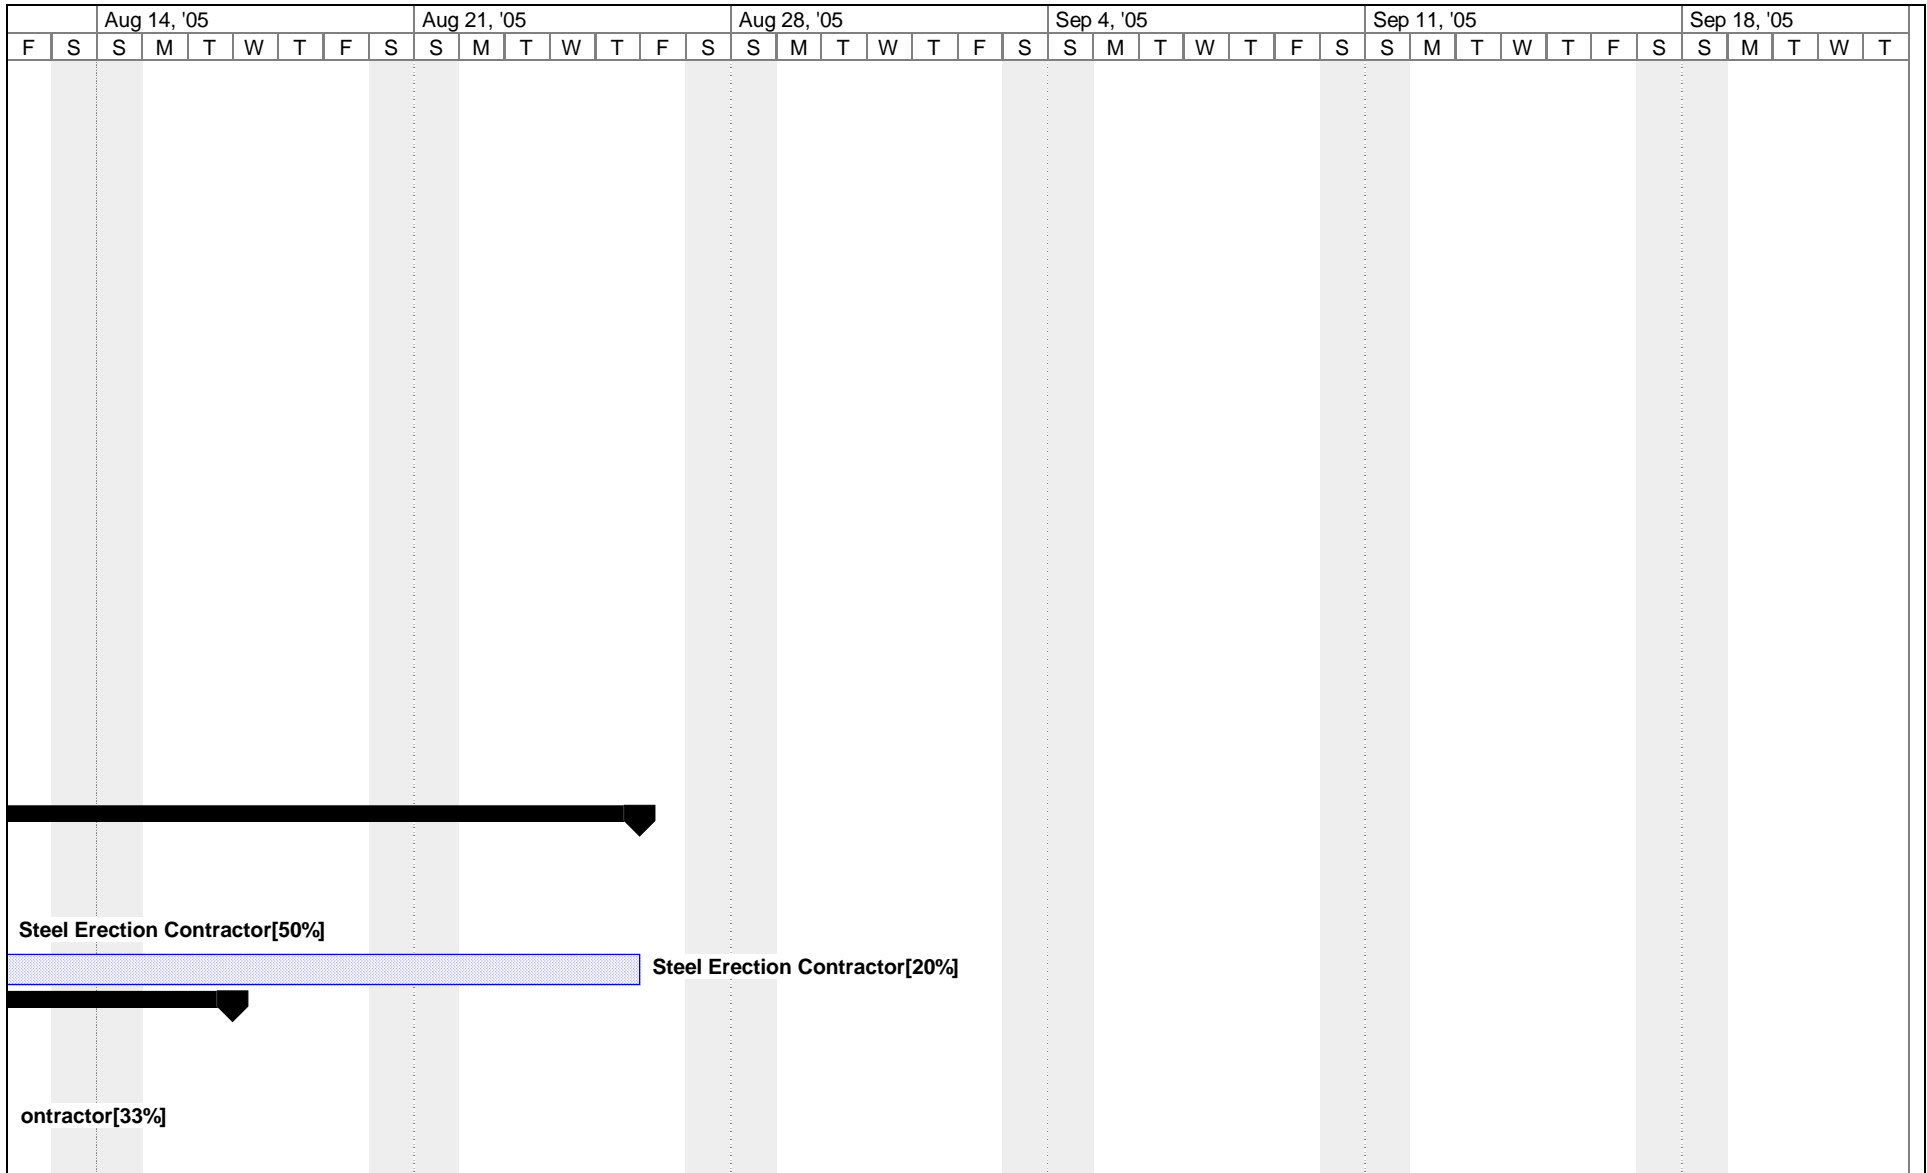 Aug 14, '05 Aug 21, '05 Aug 28, '05 Sep 4, '05 Sep 11, '05 Sep 18, '05
F S S M T W T F S S M T W T F S S M T W T F S S M T W T F S S M T W T F S S M T W T
Steel Erection Contractor[50%]
Steel Erection Contractor[20%]
ontractor[33%]